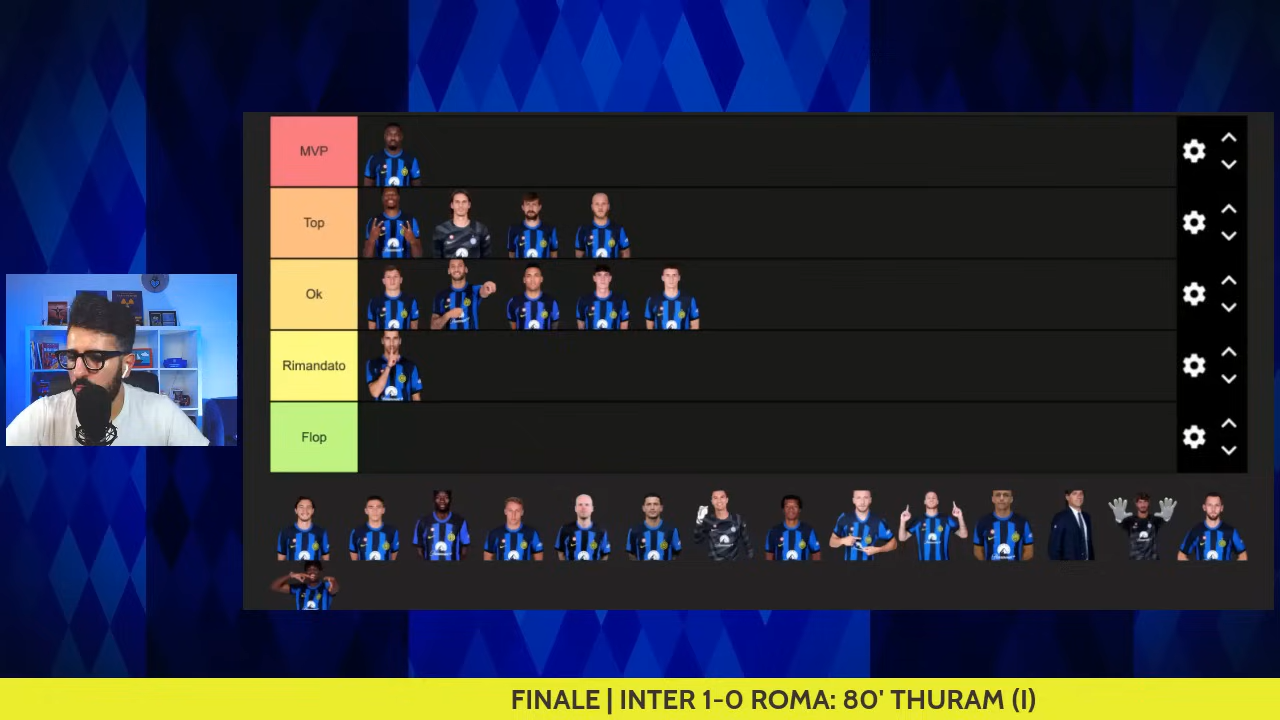 MVP
Top
Ok
Rimandato
Flop
FINALE | INTER 1-0 ROMA: 80' THURAM (I)